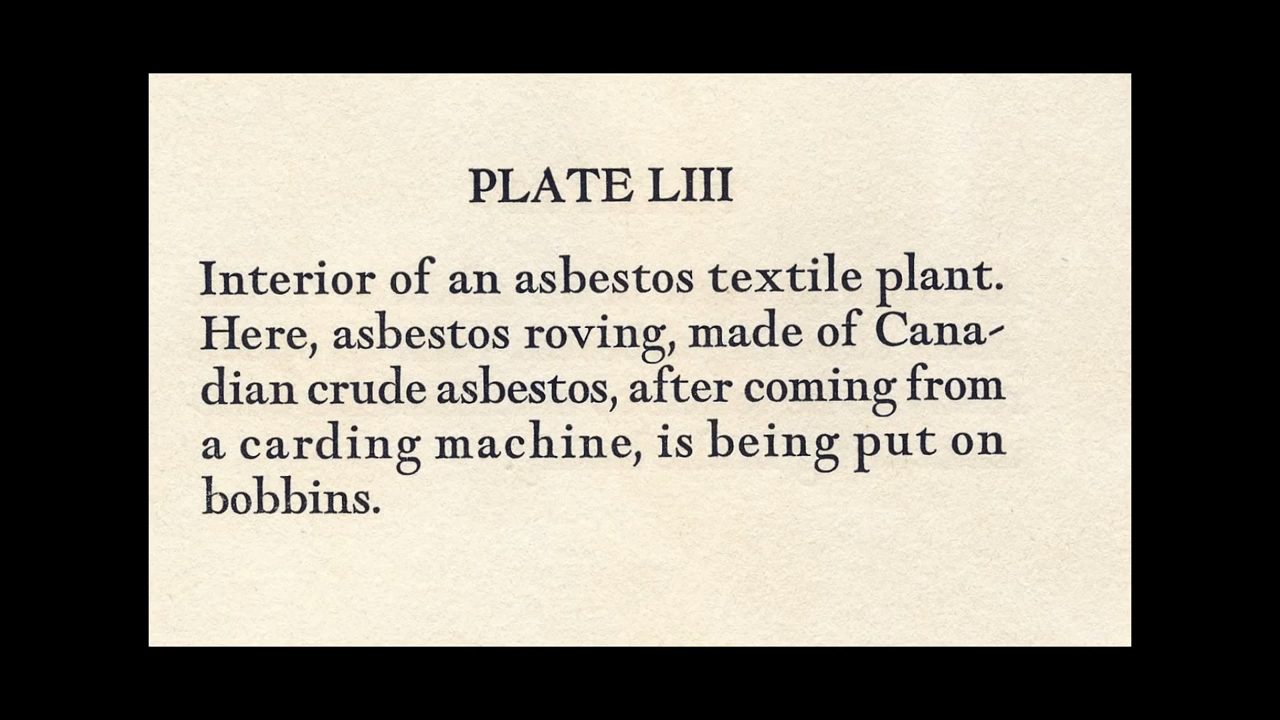 PLATE LIII
Interior of an asbestos textile plant.
Here, asbestos roving, made of Cana-
dian crude asbestos, after coming from
a carding machine, is being put on
bobbins.